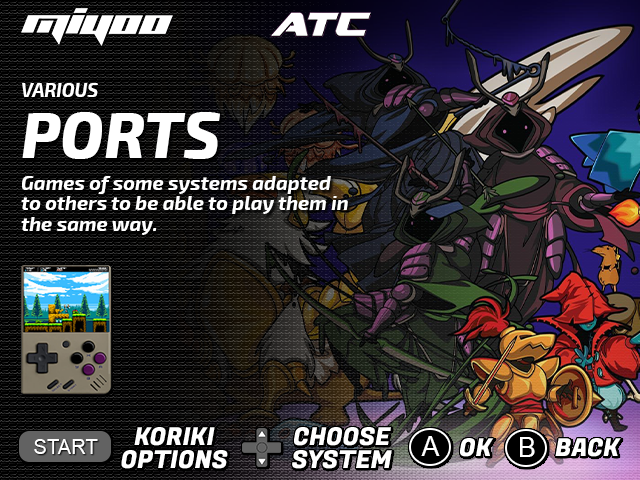 MIYOO ATC
VARIOUS
PORTS
Games of some systems adapted
to others to be able to play them in
the same way.
START KORIKI OPTIONS CHOOSE SYSTEM A OK B BACK